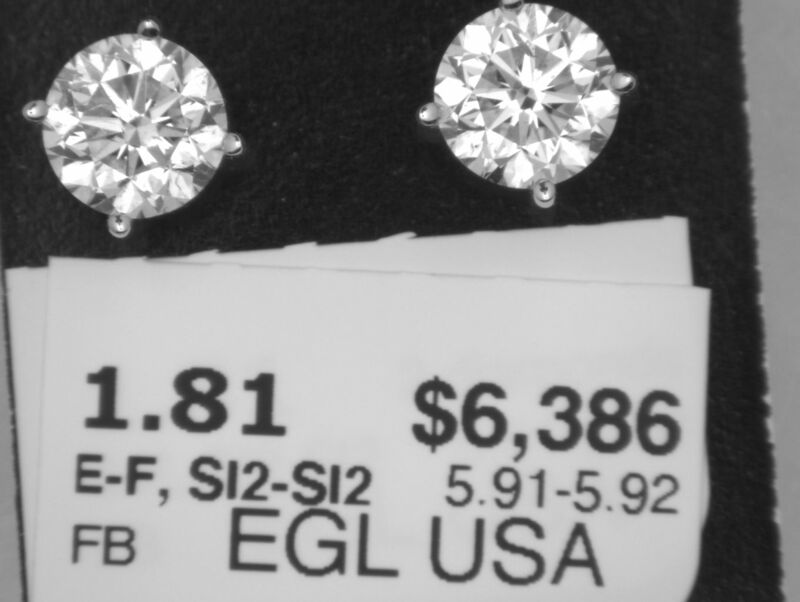 1.81 $6,386
E-F, SI2-SI2 5.91-5.92
FB EGL USA